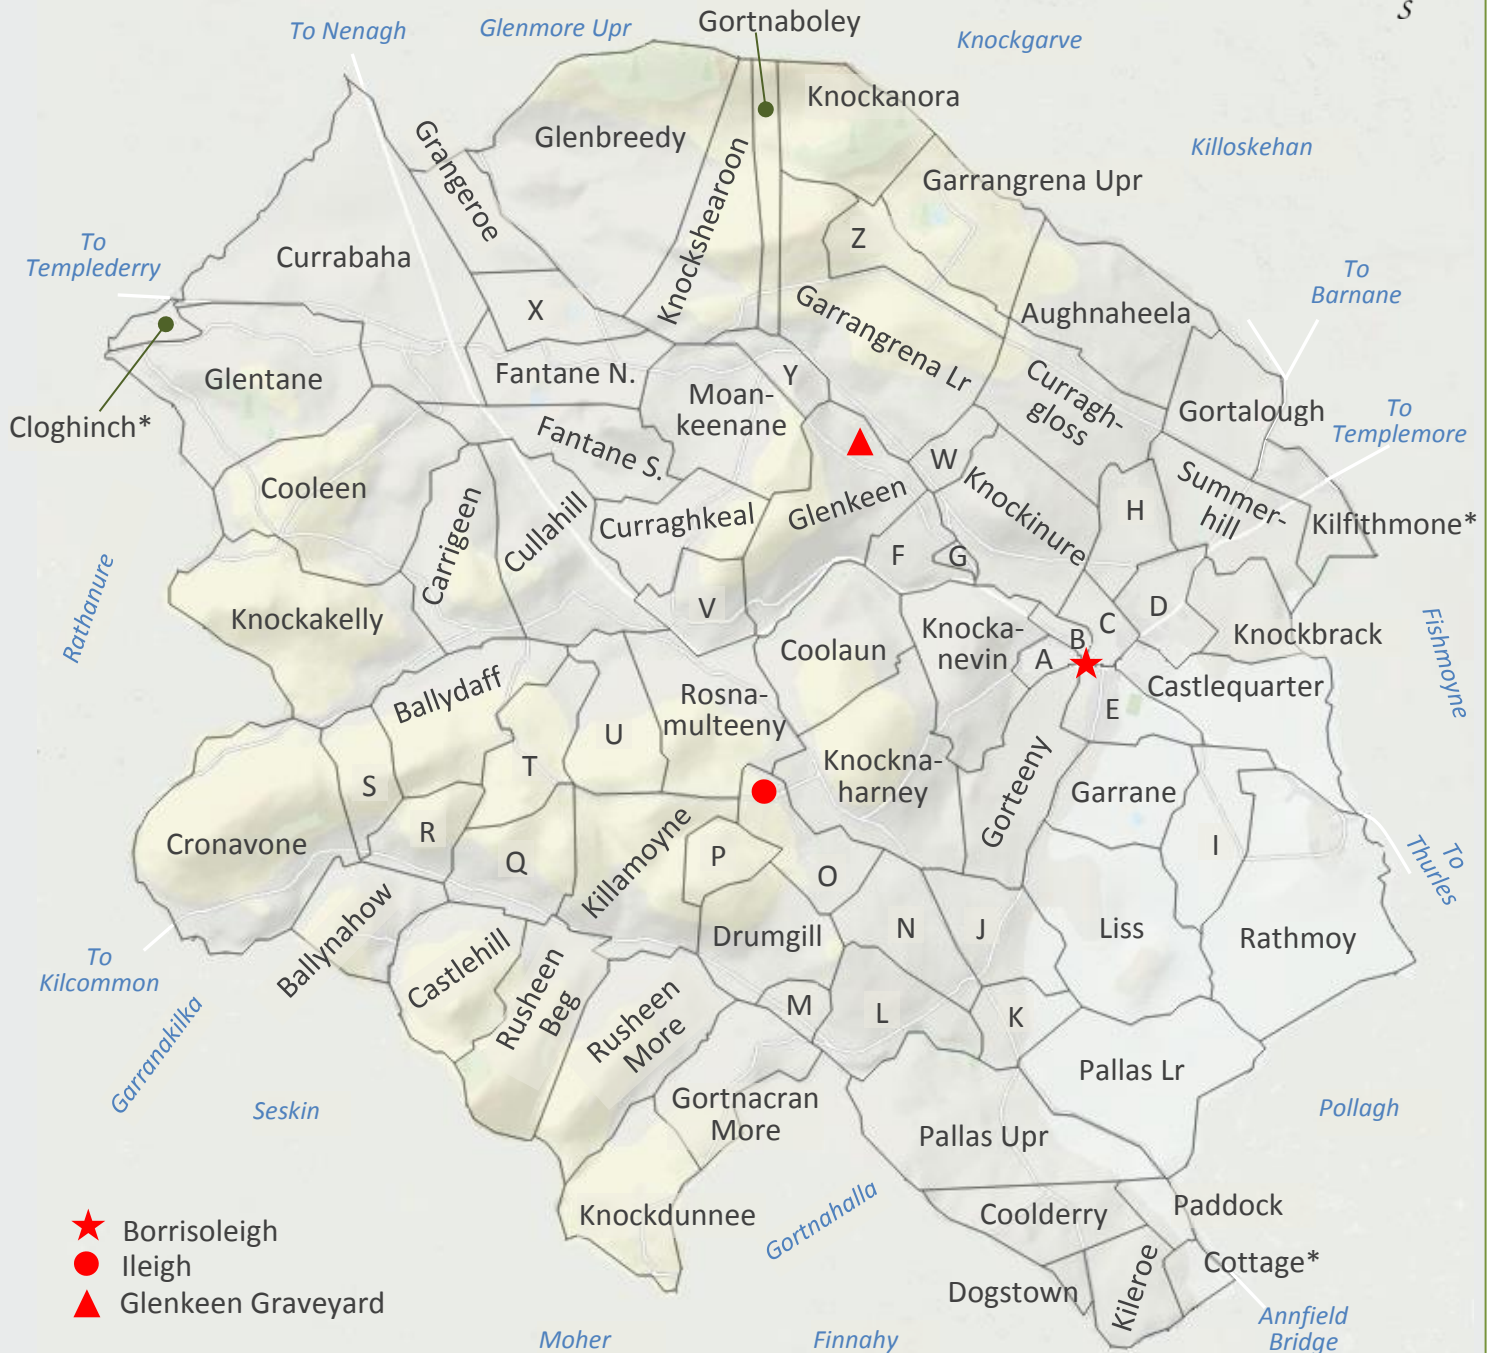 S
To Nenagh
Glenmore Upr
Gortnaboley
Knockgarve
Knockanora
Glenbreedy
Grangeroe
Knockshearoon
Killoskehan
Garrangrena Upr
To
Templederry
Currabaha
Z
To
Barnane
X
Garrangrena Lr
Aughnaheela
Glentane
Fantane N.
Y
Moan-
keenane
Curragh-
gloss
Gortalough
To
Templemore
Cloghinch*
Fantane S.
W
Cooleen
Carrigeen
Cullahill
Curraghkeal
Glenkeen
Knockinure
H
Summer-
hill
Kilfithmone*
F
G
Rathanure
Knockakelly
V
D
C
B
A
Coolaun
Knocka-
nevin
Knockbrack
Fishmoyne
Ballydaff
Rosna-
multeeny
Castlequarter
E
U
T
S
Knockna-
harney
Gorteeny
Garrane
Cronavone
R
Q
Killamoyne
P
O
I
To
Thurles
Ballynahow
Castlehill
Rusheen
Beg
Drumgill
N
J
Liss
Rathmoy
To
Kilcommon
Garranakilka
Rusheen
More
M
L
K
Seskin
Gortnacran
More
Pallas Lr
Pollagh
Pallas Upr
Knockdunnee
Gortnahalla
Coolderry
Paddock
Cottage*
Dogstown
Kileroe
Annfield
Bridge
Moher
Finnahy
Borrisoleigh
Ileigh
Glenkeen Graveyard